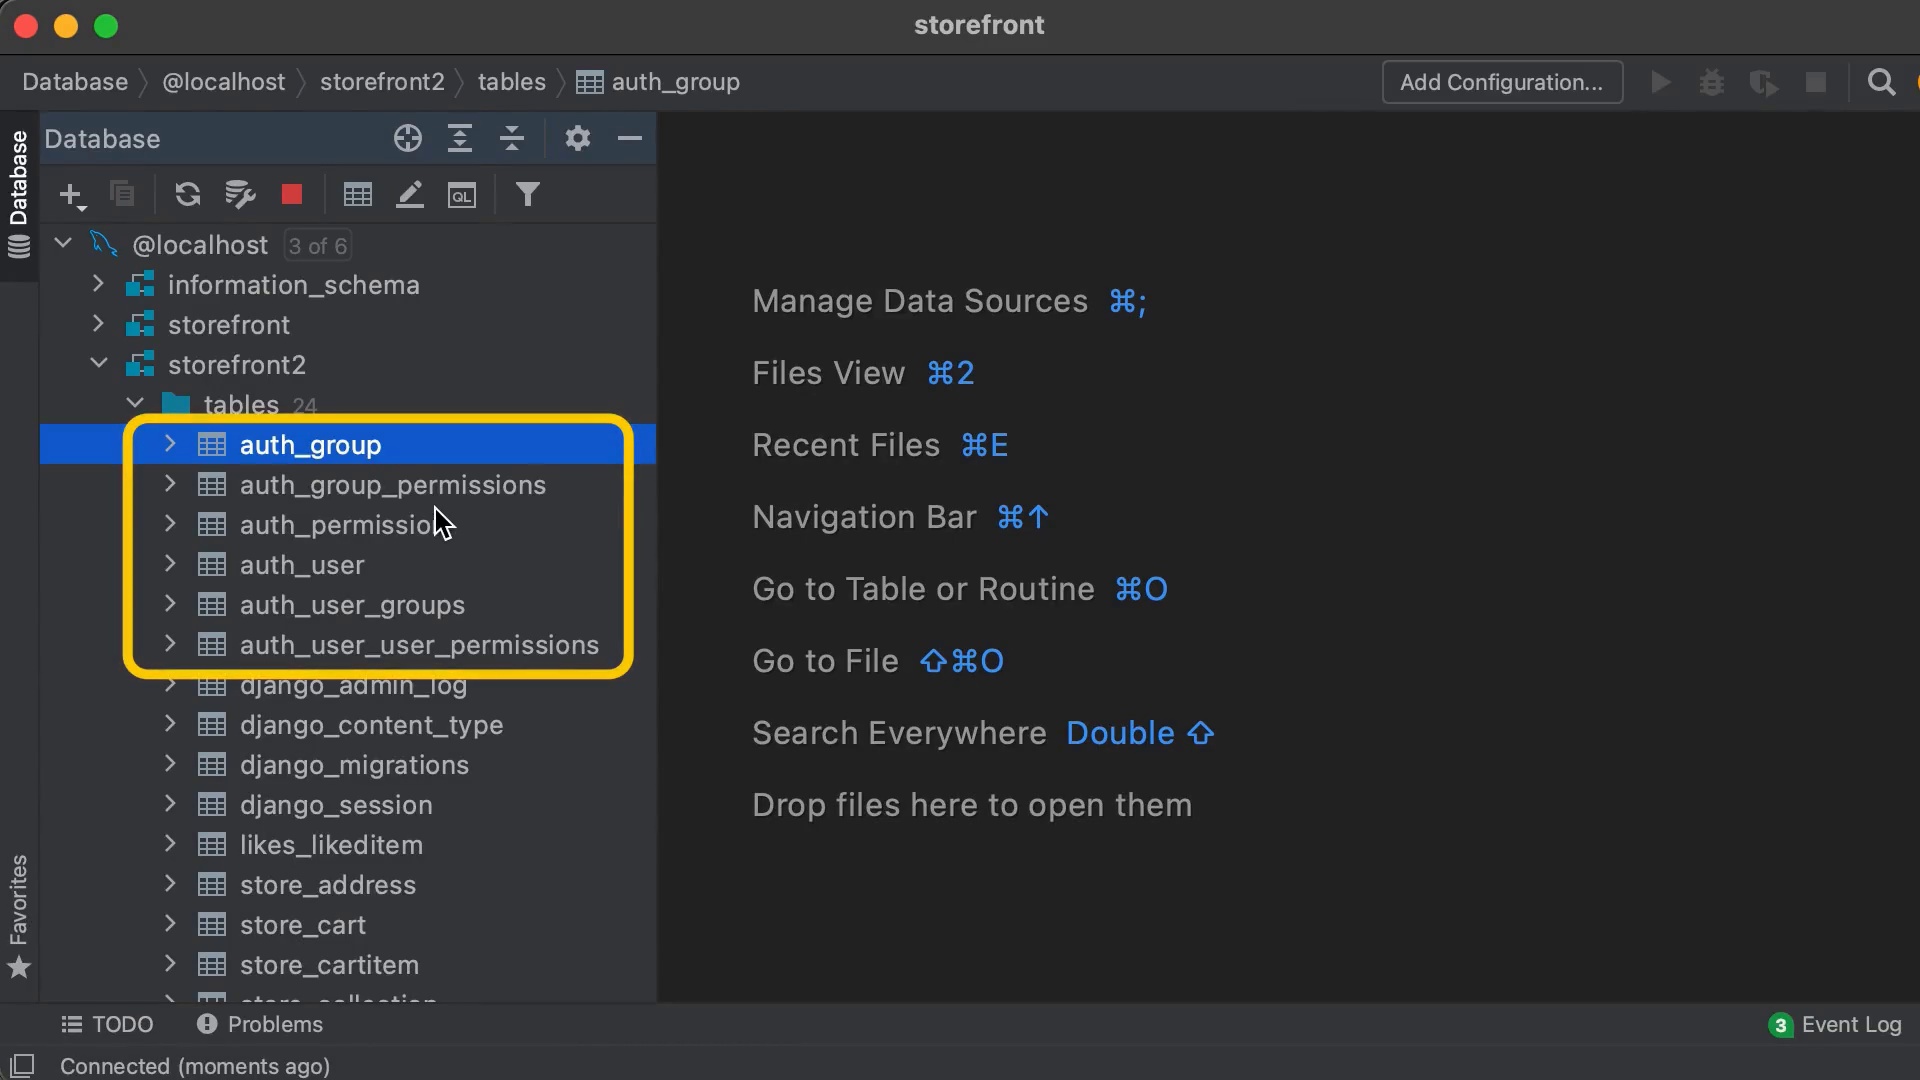 storefront
Database @localhost storefront2 tables auth_group
Add Configuration...
Database
Database
QL
@localhost 3 of 6
information_schema
storefront
storefront2
tables 24
auth_group
auth_group_permissions
auth_permission
auth_user
auth_user_groups
auth_user_user_permissions
django_admin_log
django_content_type
django_migrations
django_session
likes_likeditem
store_address
store_cart
store_cartitem
store_collection
Manage Data Sources ⌘;
Files View ⌘2
Recent Files ⌘E
Navigation Bar ⌘↑
Go to Table or Routine ⌘O
Go to File ⇧⌘O
Search Everywhere Double ⇧
Drop files here to open them
Favorites
TODO
Problems
3 Event Log
Connected (moments ago)